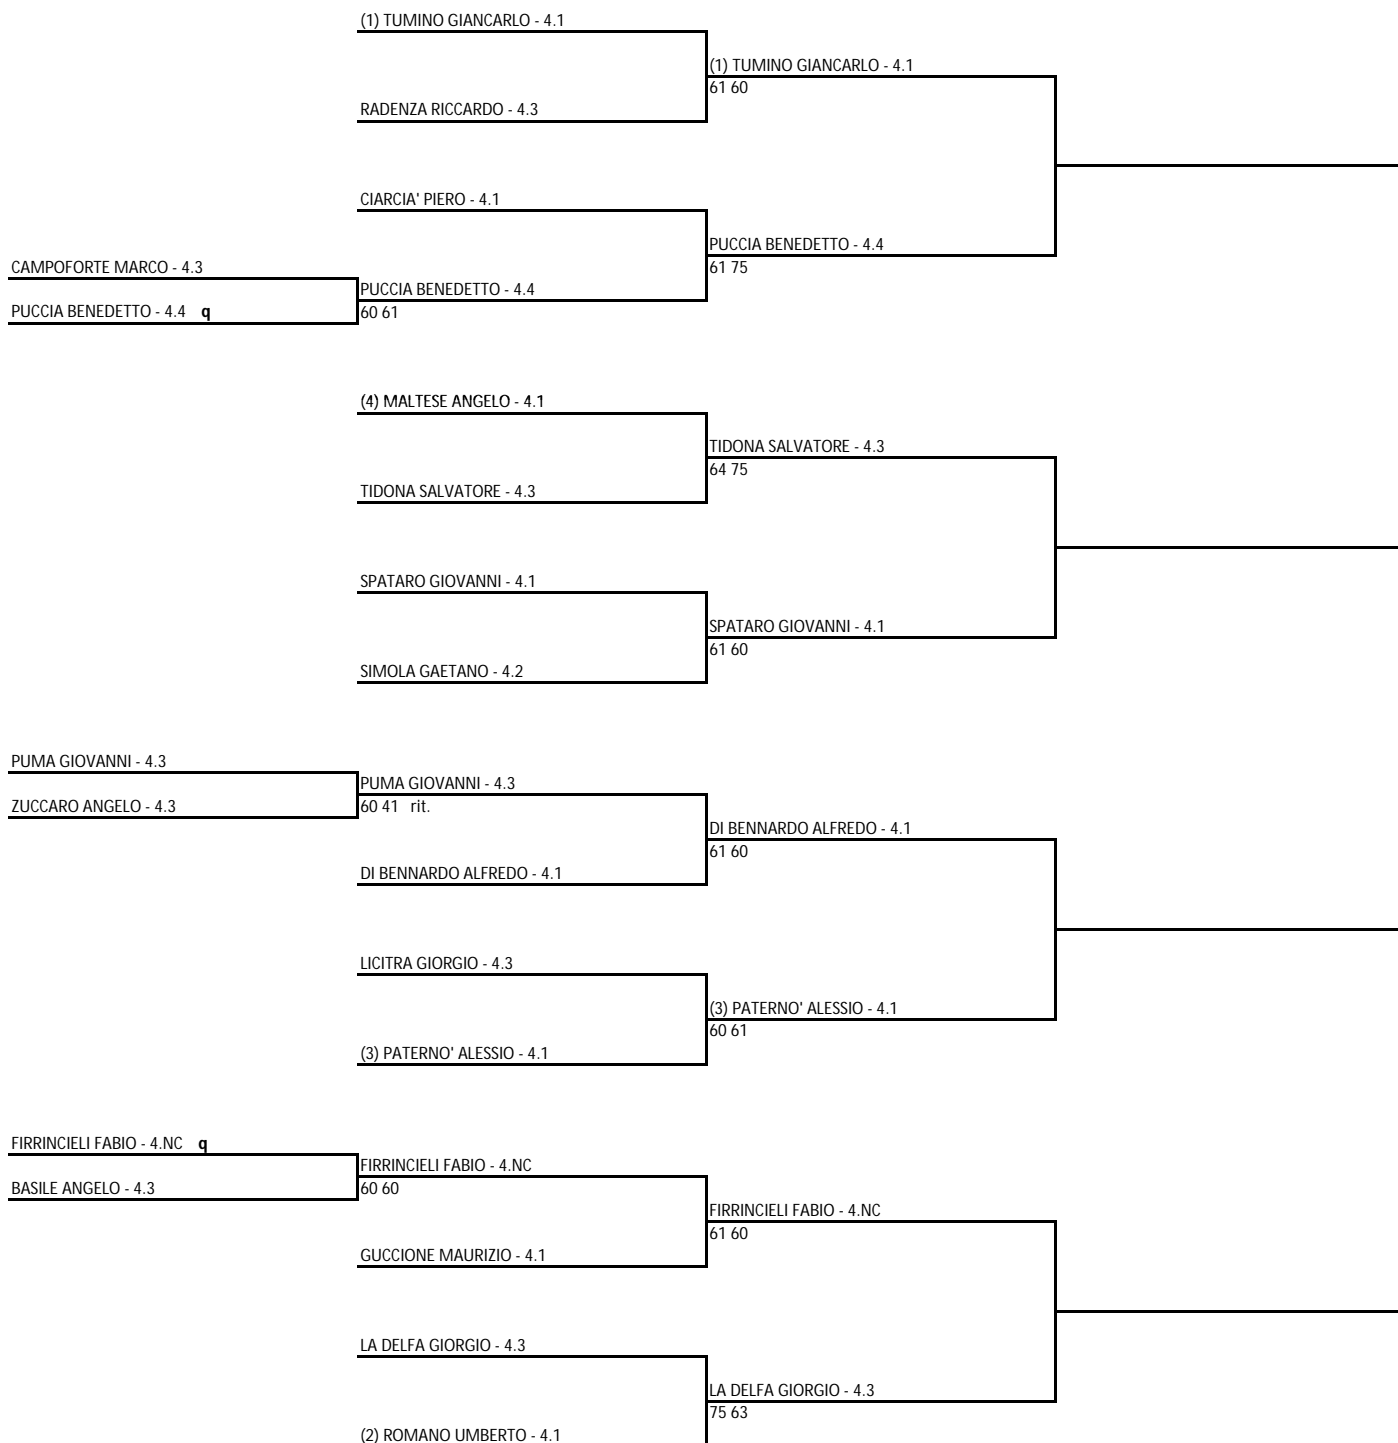 (1) TUMINO GIANCARLO - 4.1
(1) TUMINO GIANCARLO - 4.1
61 60
RADENZA RICCARDO - 4.3
CIARCIA' PIERO - 4.1
PUCCIA BENEDETTO - 4.4
61 75
CAMPOFORTE MARCO - 4.3
PUCCIA BENEDETTO - 4.4
PUCCIA BENEDETTO - 4.4 q
60 61
(4) MALTESE ANGELO - 4.1
TIDONA SALVATORE - 4.3
64 75
TIDONA SALVATORE - 4.3
SPATARO GIOVANNI - 4.1
SPATARO GIOVANNI - 4.1
61 60
SIMOLA GAETANO - 4.2
PUMA GIOVANNI - 4.3
PUMA GIOVANNI - 4.3
ZUCCARO ANGELO - 4.3
60 41 rit.
DI BENNARDO ALFREDO - 4.1
61 60
DI BENNARDO ALFREDO - 4.1
LICITRA GIORGIO - 4.3
(3) PATERNO' ALESSIO - 4.1
60 61
(3) PATERNO' ALESSIO - 4.1
FIRRINCIELI FABIO - 4.NC q
FIRRINCIELI FABIO - 4.NC
BASILE ANGELO - 4.3
60 60
FIRRINCIELI FABIO - 4.NC
61 60
GUCCIONE MAURIZIO - 4.1
LA DELFA GIORGIO - 4.3
LA DELFA GIORGIO - 4.3
75 63
(2) ROMANO UMBERTO - 4.1